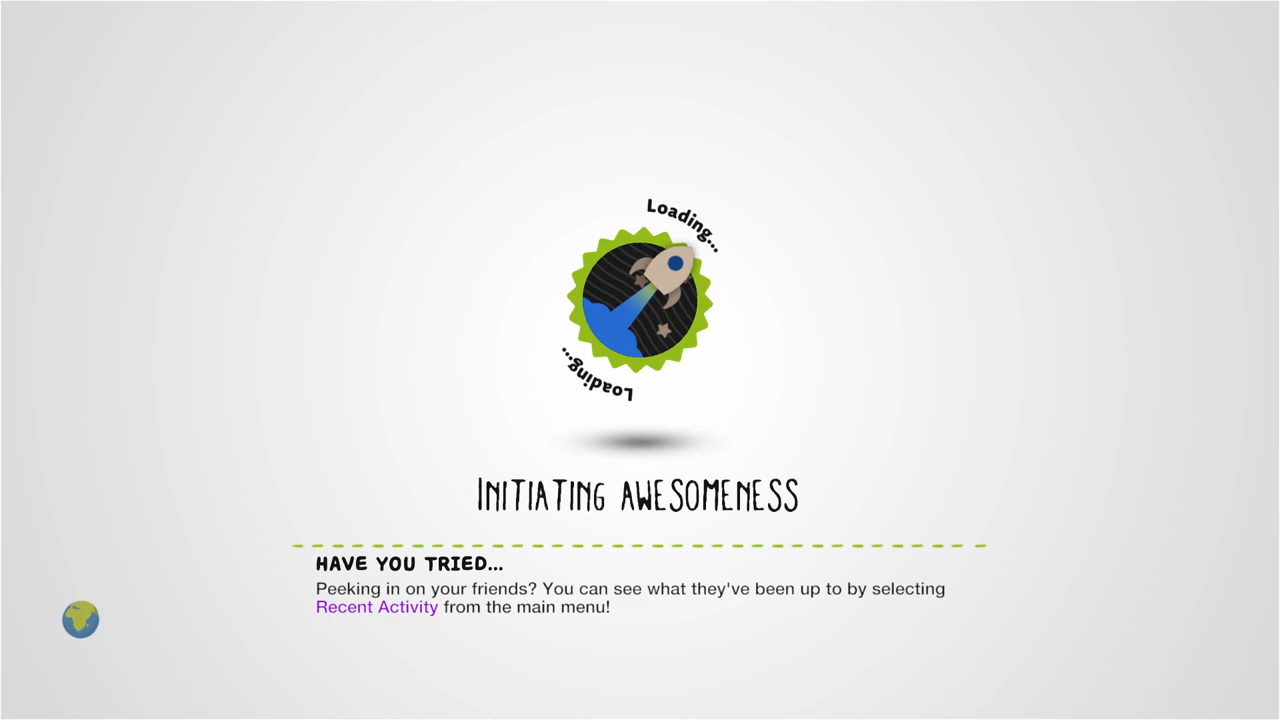 Loading...
Loading...
INITIATING AWESOMENESS
HAVE YOU TRIED...
Peeking in on your friends? You can see what they've been up to by selecting
Recent Activity from the main menu!